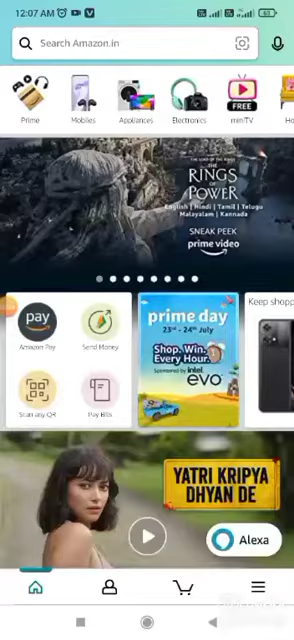 12:07 AM
Search Amazon.in
Prime
Mobiles
Appliances
Electronics
miniTV
FREE
THE LORD OF THE RINGS
THE
RINGS
OF
POWER
English | Hindi | Tamil | Telugu
Malayalam | Kannada
SNEAK PEEK
prime video
pay
Amazon Pay
Send Money
Scan any QR
Pay Bills
prime day
23rd - 24th July
Shop. Win.
Every Hour.
Sponsored by intel
evo
Keep shopp
YATRI KRIPYA
DHYAN DE
Alexa